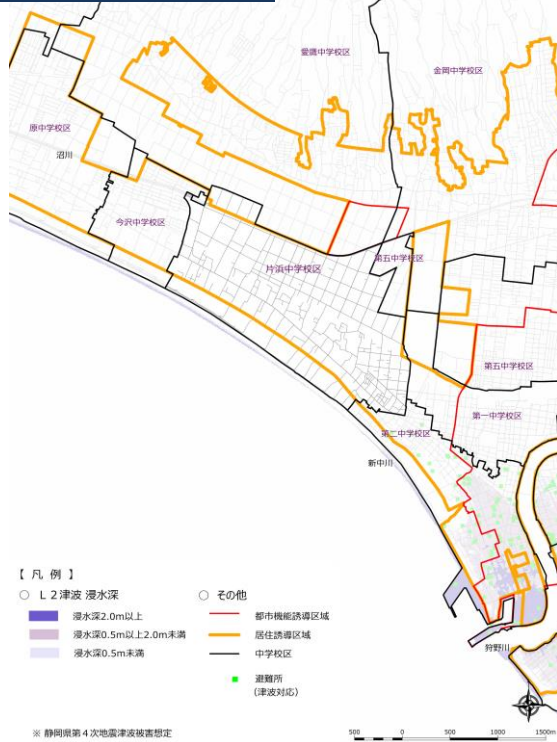 愛鷹中学校区
金岡中学校区
原中学校区
沼川
今沢中学校区
片浜中学校区
第五中学校区
第五中学校区
第一中学校区
第二中学校区
新中川
狩野川
【 凡 例 】
○ L2津波 浸水深
浸水深2.0m以上
浸水深0.5m以上2.0m未満
浸水深0.5m未満
○ その他
都市機能誘導区域
居住誘導区域
中学校区
避難所
(津波対応)
※ 静岡県第4次地震津波被害想定
500 0 500 1000 1500m